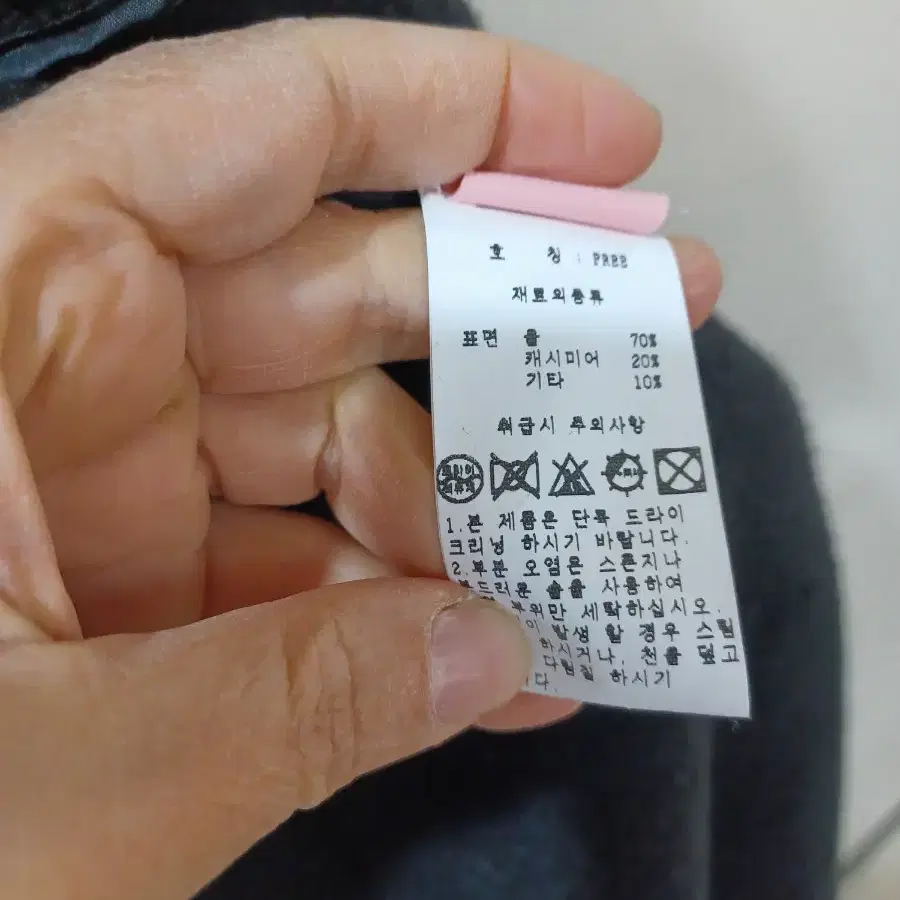 호 칭 : FREE
재료의종류
표면 울 70%
캐시미어 20%
기타 10%
취급시 주의사항
드라이
1.본 제품은 단독 드라이
크리닝 하시기 바랍니다.
2.부분 오염은 스폰지나
부드러운 솔을 사용하여
부위만 세탁하십시오.
발생 할 경우 스팀
하시거나, 천을 덮고
다림질 하시기
다.